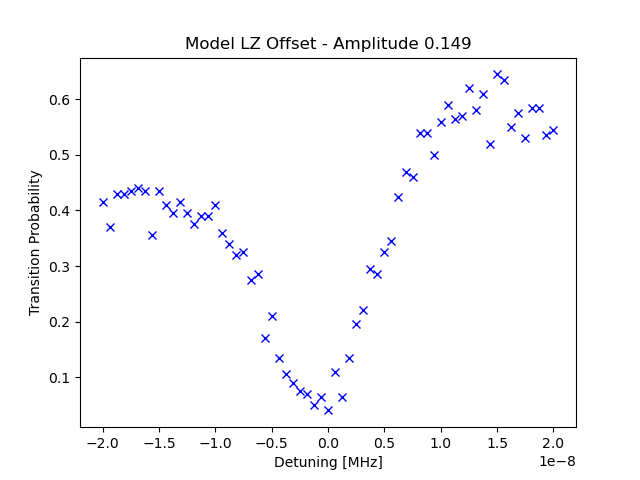 Model LZ Offset - Amplitude 0.149
Transition Probability
0.6
0.5
0.4
0.3
0.2
0.1
−2.0 −1.5 −1.0 −0.5 0.0 0.5 1.0 1.5 2.0
1e−8
Detuning [MHz]